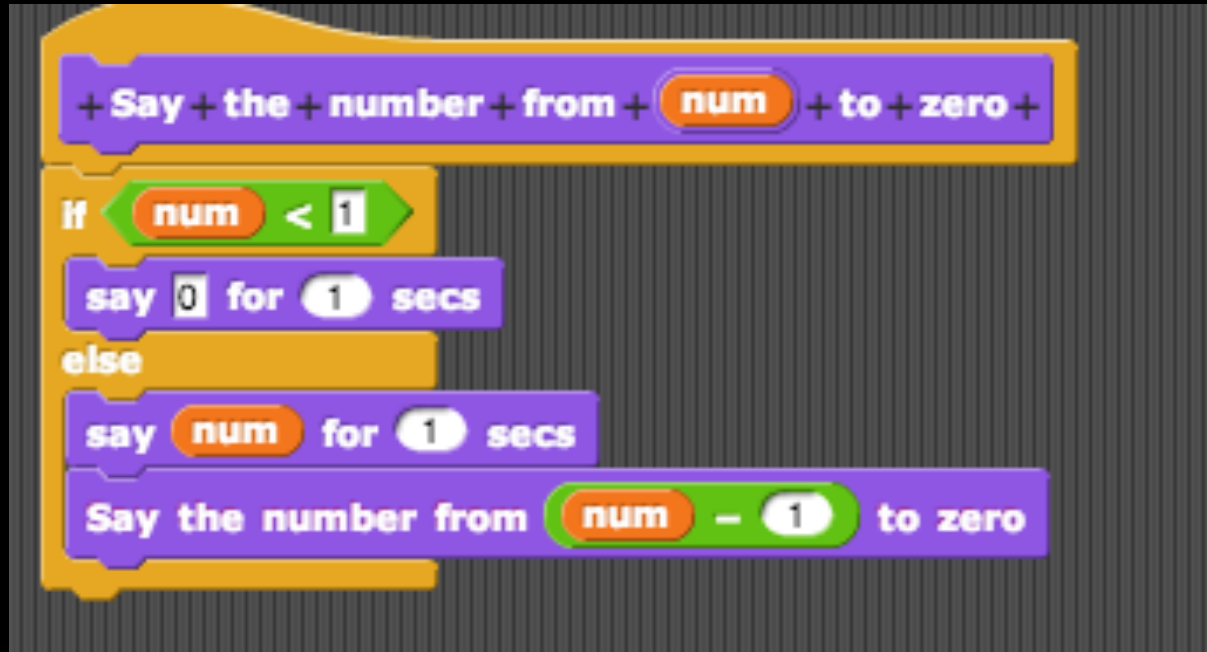 +Say+the+number+from+ num +to+zero+
if num < 1
say 0 for 1 secs
else
say num for 1 secs
Say the number from num - 1 to zero